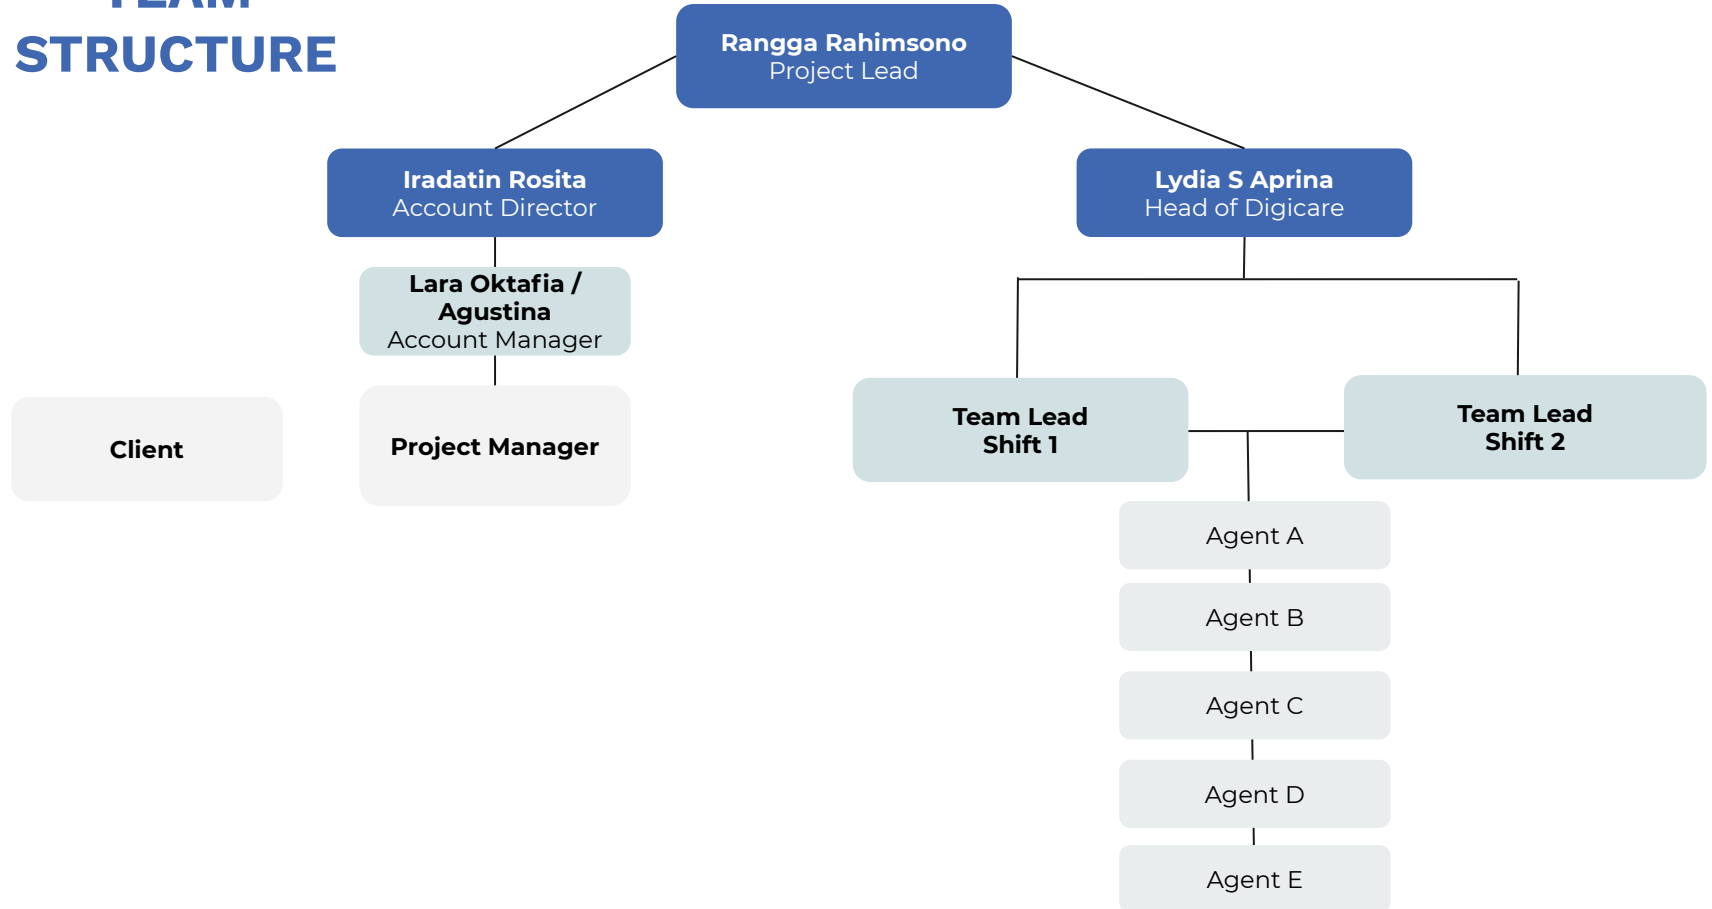 TEAM
STRUCTURE
Rangga Rahimsono
Project Lead
Iradatin Rosita
Account Director
Lydia S Aprina
Head of Digicare
Lara Oktafia /
Agustina
Account Manager
Client
Project Manager
Team Lead
Shift 1
Team Lead
Shift 2
Agent A
Agent B
Agent C
Agent D
Agent E